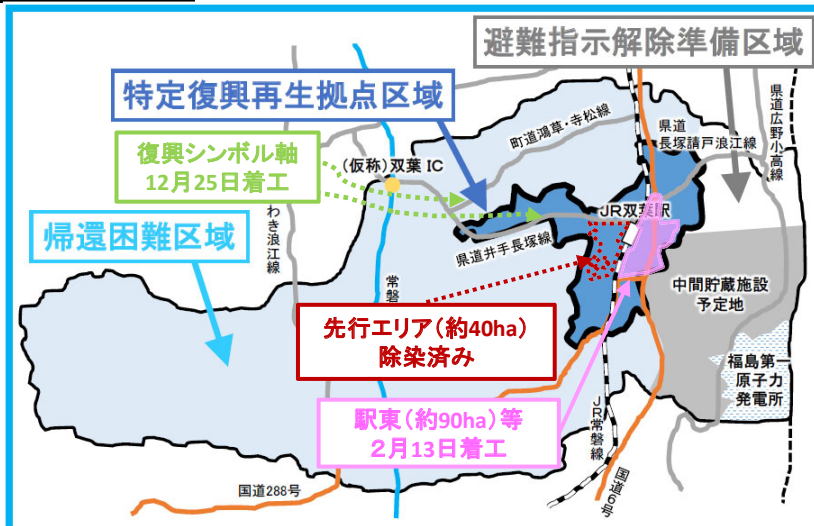 避難指示解除準備区域
特定復興再生拠点区域
復興シンボル軸
12月25日着工
(仮称)双葉 IC
町道鴻草・寺松線
県道
長塚請戸浪江線
県道広野小高線
帰還困難区域
わき浪江線
県道井手長塚線
JR双葉駅
常磐
中間貯蔵施設
予定地
先行エリア(約40ha)
除染済み
福島第一
原子力
発電所
駅東(約90ha)等
2月13日着工
JR常磐線
国道288号
国道6号